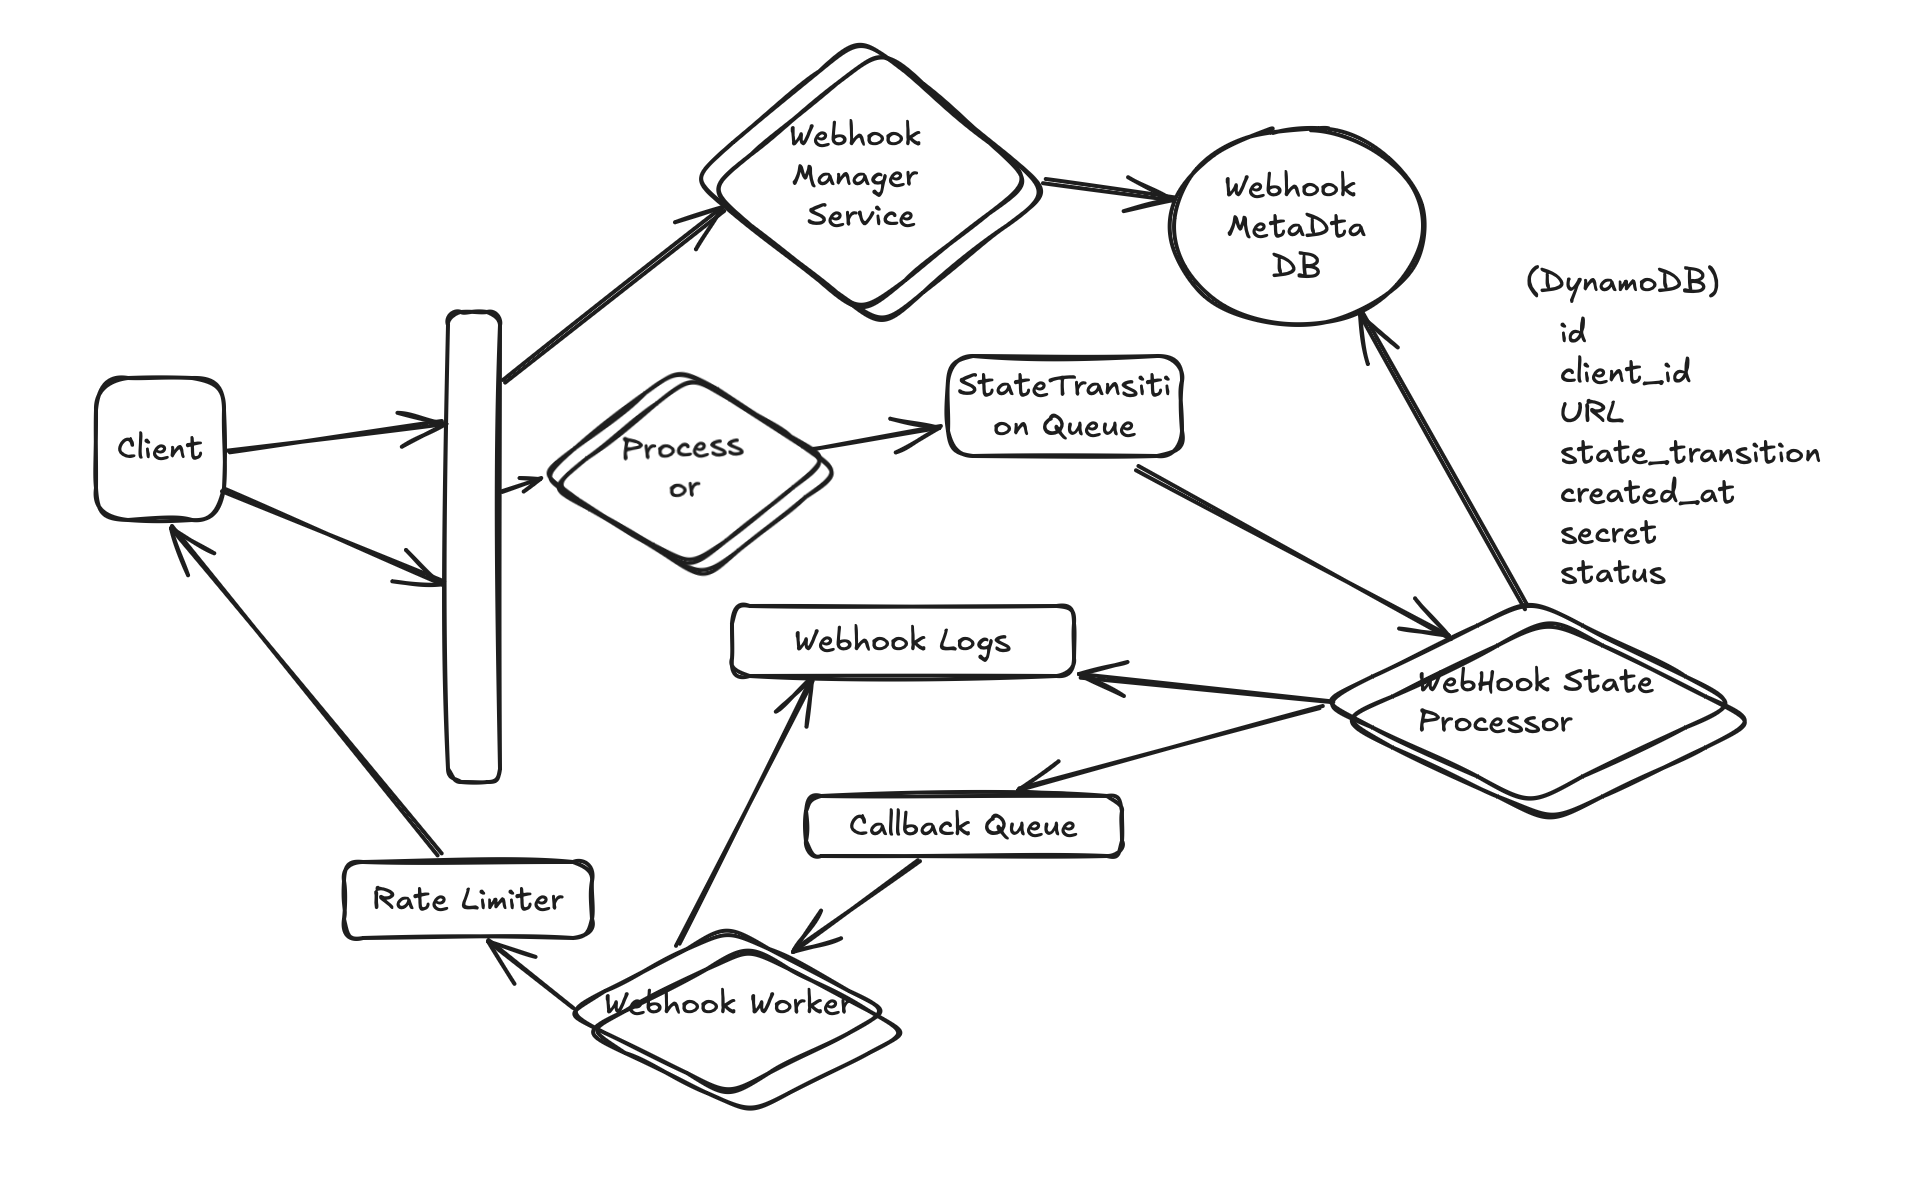 Webhook
Manager
Service
Webhook
MetaDta
DB
(DynamoDB)
id
client_id
URL
state_transition
created_at
secret
status
Client
Process
or
StateTransiti
on Queue
Webhook Logs
WebHook State
Processor
Callback Queue
Rate Limiter
Webhook Worker